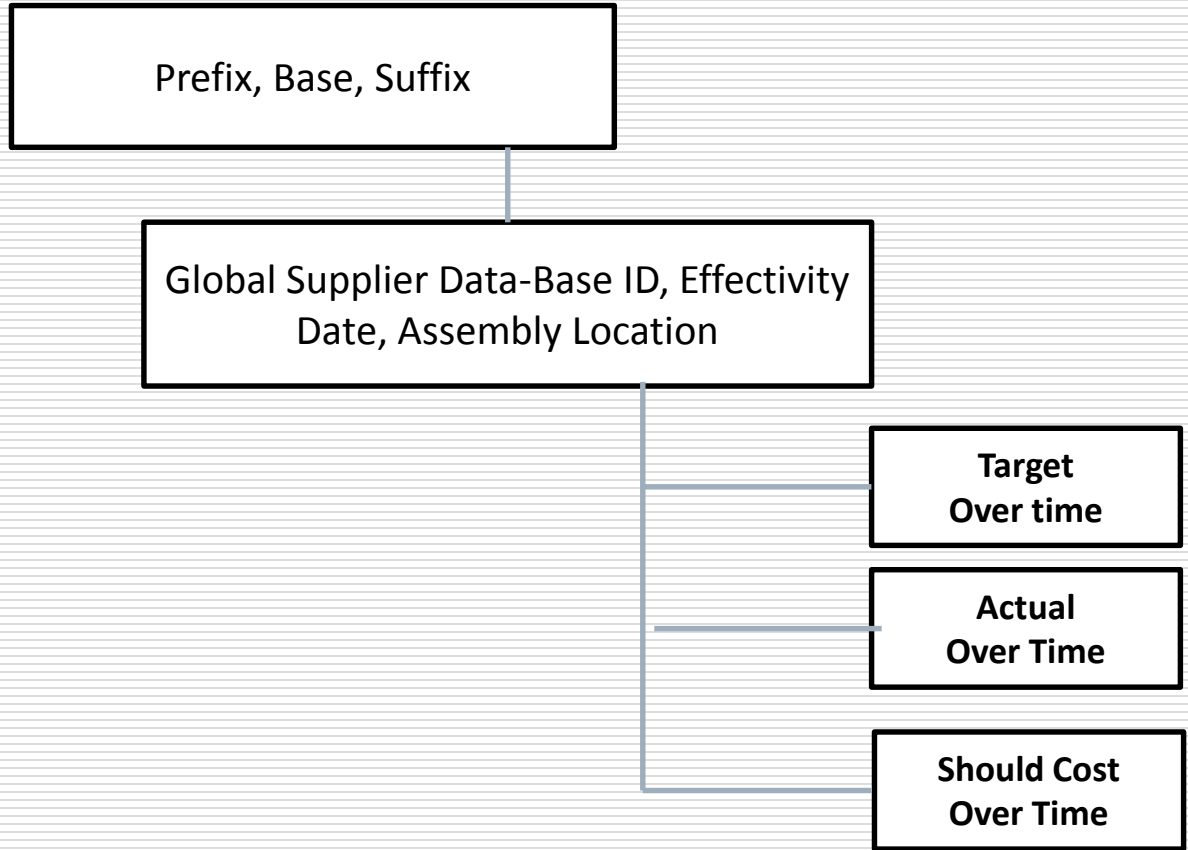 Prefix, Base, Suffix
Global Supplier Data-Base ID, Effectivity
Date, Assembly Location
Target
Over time
Actual
Over Time
Should Cost
Over Time